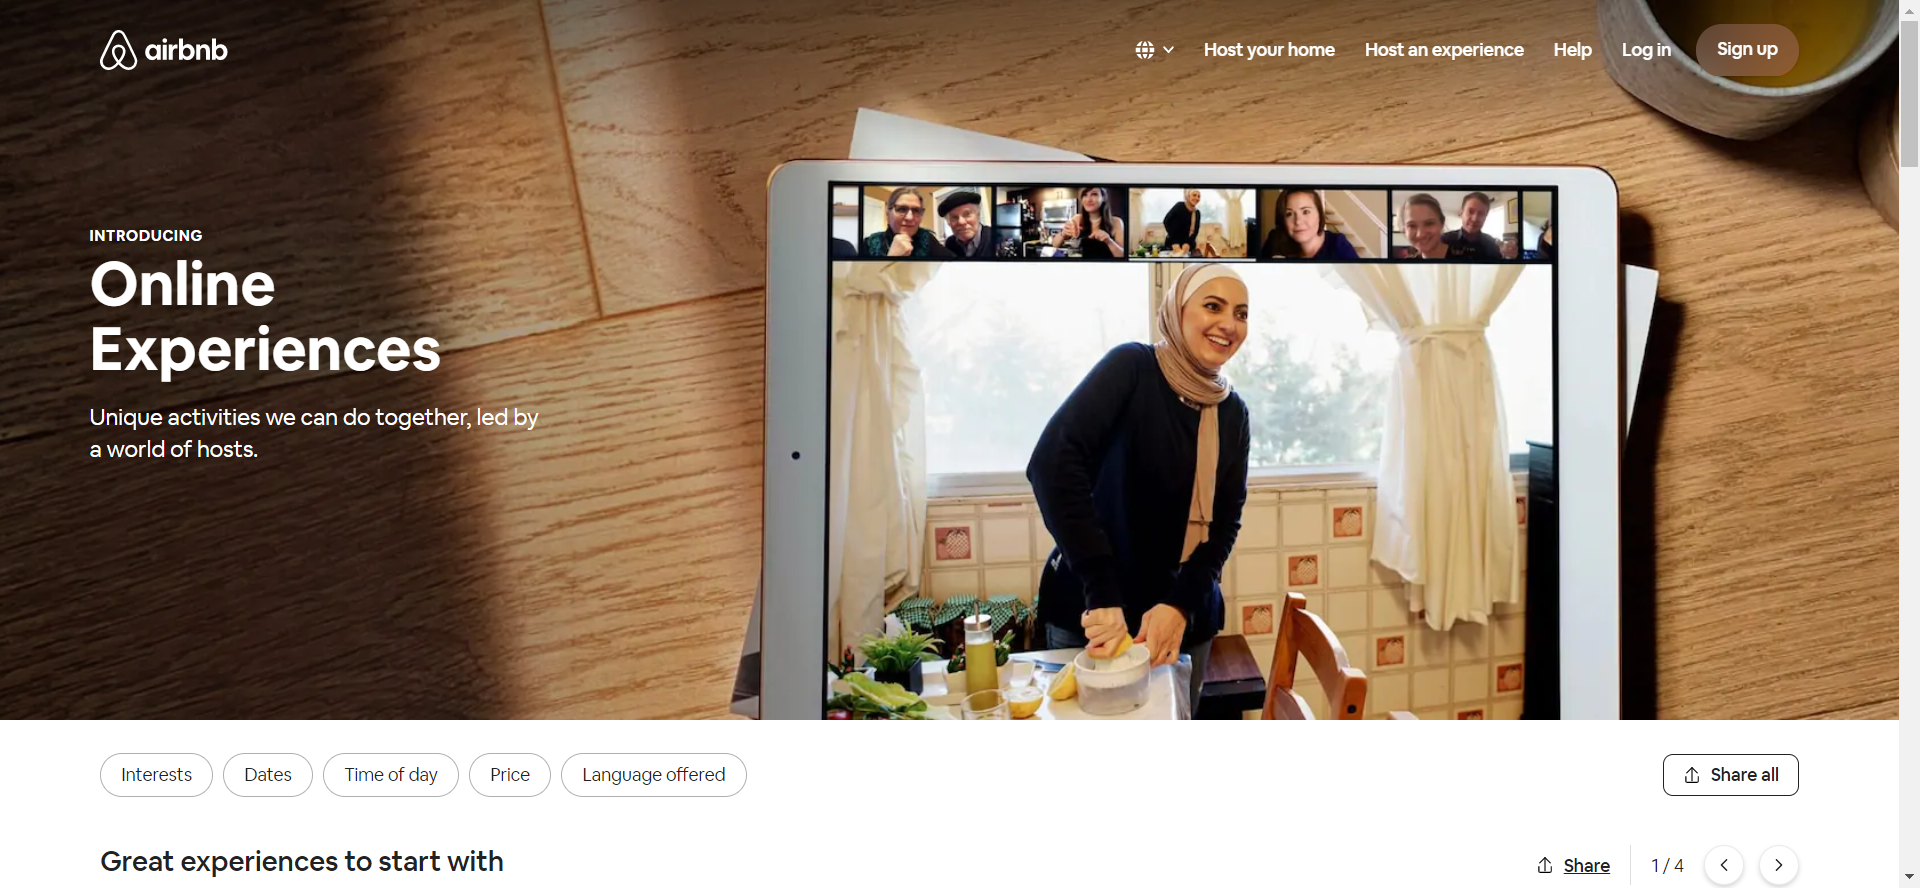 airbnb
Host your home
Host an experience
Help
Log in
Sign up
INTRODUCING
Online
Experiences
Unique activities we can do together, led by
a world of hosts.
Interests
Dates
Time of day
Price
Language offered
Share all
Great experiences to start with
Share
1 / 4